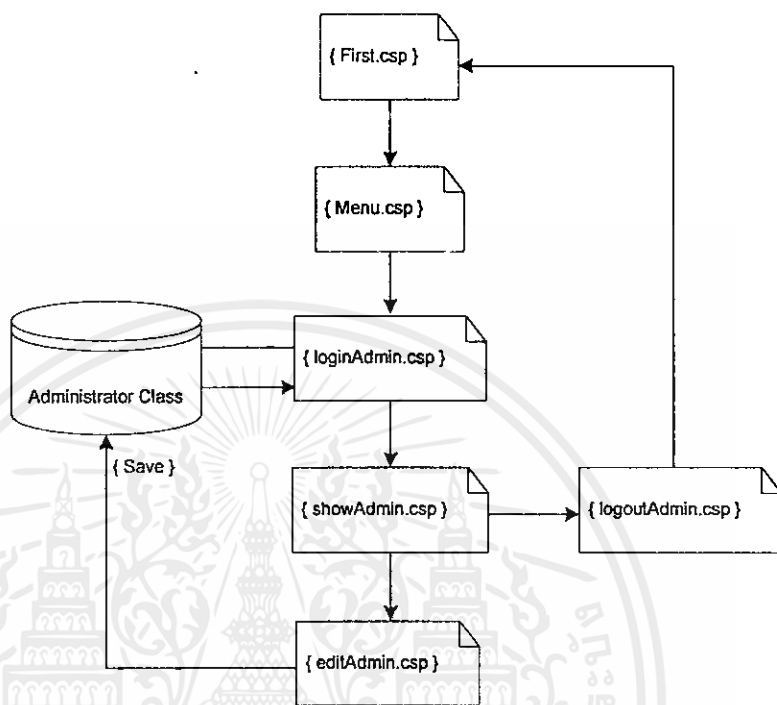 { First.csp }
{ Menu.csp }
{ loginAdmin.csp }
Administrator Class
{ Save }
{ showAdmin.csp }
{ logoutAdmin.csp }
{ editAdmin.csp }